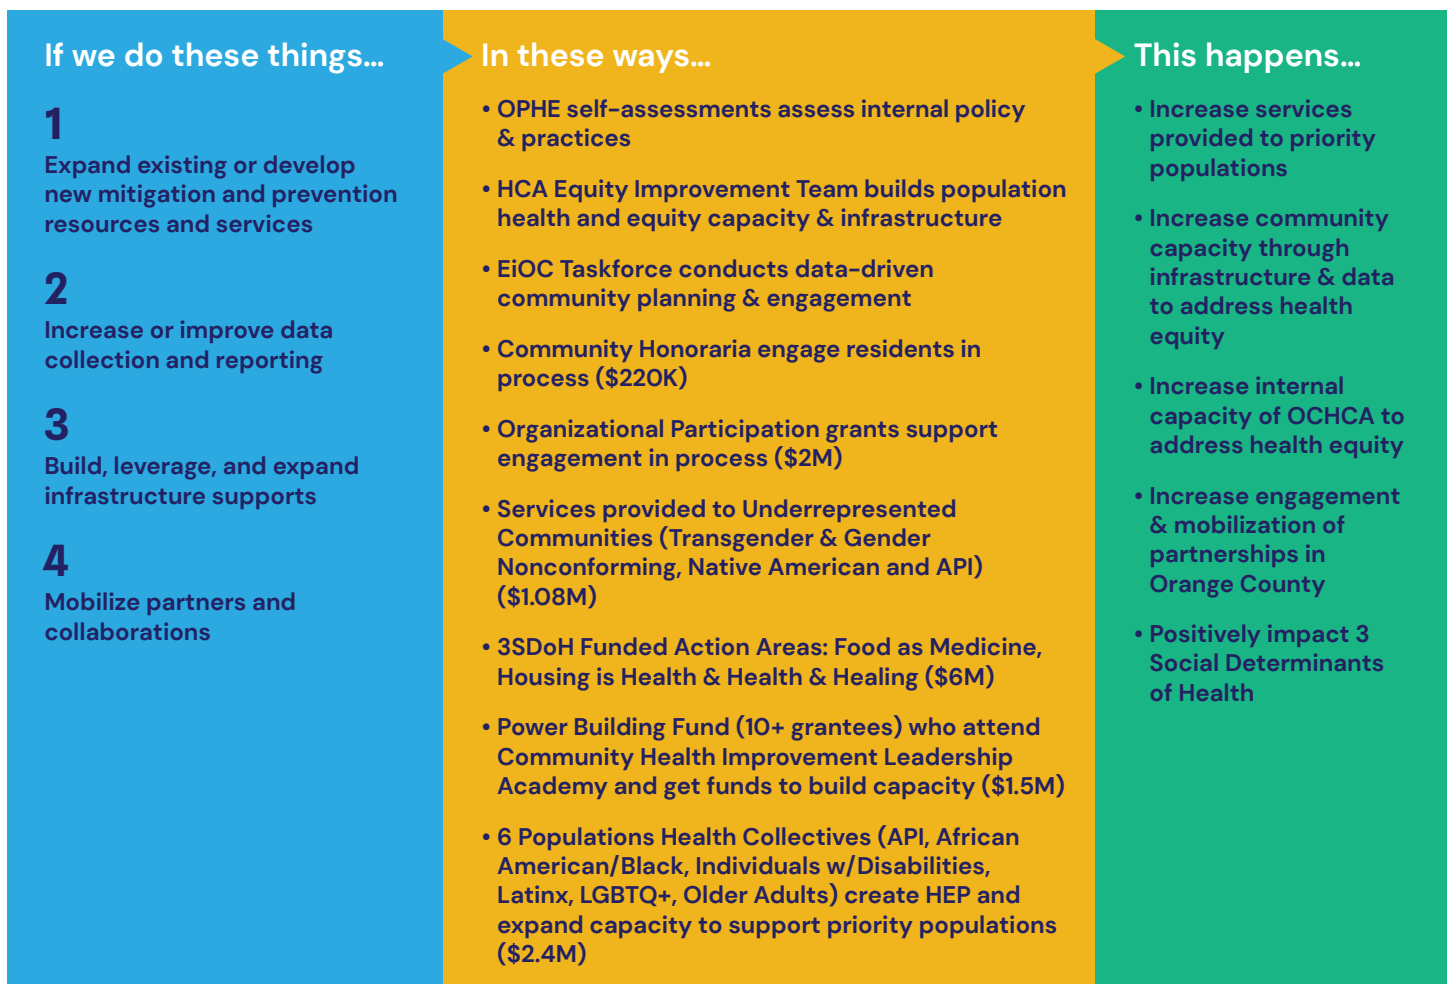 If we do these things...
1
Expand existing or develop
new mitigation and prevention
resources and services
2
Increase or improve data
collection and reporting
3
Build, leverage, and expand
infrastructure supports
4
Mobilize partners and
collaborations
In these ways...
• OPHE self-assessments assess internal policy
& practices
• HCA Equity Improvement Team builds population
health and equity capacity & infrastructure
• EiOC Taskforce conducts data-driven
community planning & engagement
• Community Honoraria engage residents in
process ($220K)
• Organizational Participation grants support
engagement in process ($2M)
• Services provided to Underrepresented
Communities (Transgender & Gender
Nonconforming, Native American and API)
($1.08M)
• 3SDoH Funded Action Areas: Food as Medicine,
Housing is Health & Health & Healing ($6M)
• Power Building Fund (10+ grantees) who attend
Community Health Improvement Leadership
Academy and get funds to build capacity ($1.5M)
• 6 Populations Health Collectives (API, African
American/Black, Individuals w/Disabilities,
Latinx, LGBTQ+, Older Adults) create HEP and
expand capacity to support priority populations
($2.4M)
This happens...
• Increase services
provided to priority
populations
• Increase community
capacity through
infrastructure & data
to address health
equity
• Increase internal
capacity of OCHCA to
address health equity
• Increase engagement
& mobilization of
partnerships in
Orange County
• Positively impact 3
Social Determinants
of Health